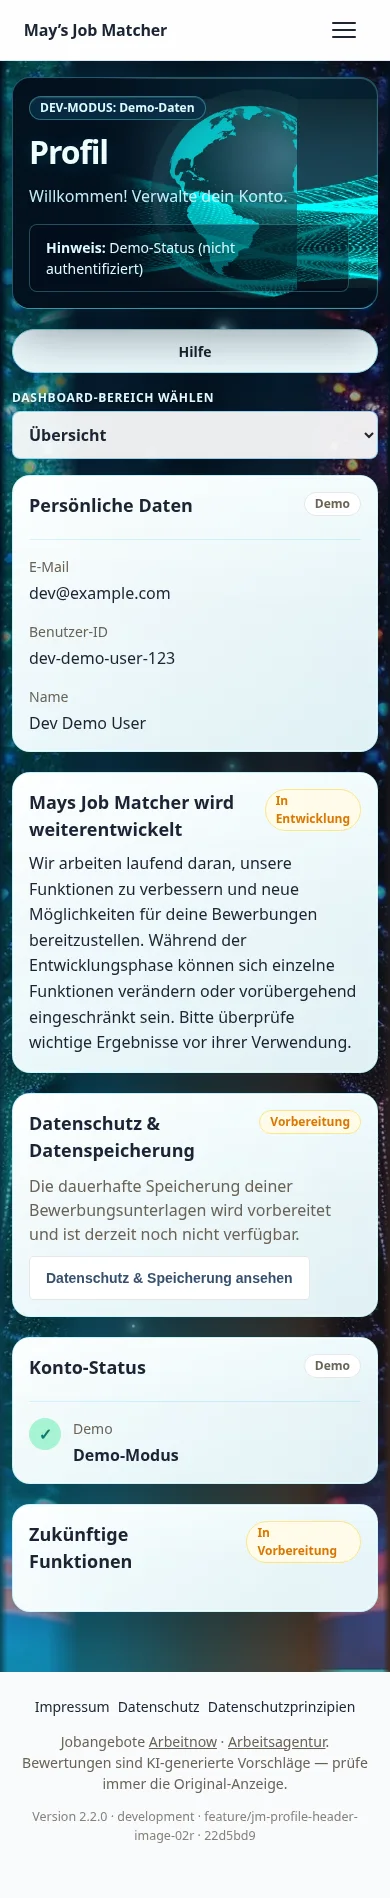 May’s Job Matcher
DEV-MODUS: Demo-Daten
Profil
Willkommen! Verwalte dein Konto.
Hinweis: Demo-Status (nicht
authentifiziert)
Hilfe
DASHBOARD-BEREICH WÄHLEN
Übersicht
Persönliche Daten
Demo
E-Mail
dev@example.com
Benutzer-ID
dev-demo-user-123
Name
Dev Demo User
Mays Job Matcher wird
weiterentwickelt
In
Entwicklung
Wir arbeiten laufend daran, unsere
Funktionen zu verbessern und neue
Möglichkeiten für deine Bewerbungen
bereitzustellen. Während der
Entwicklungsphase können sich einzelne
Funktionen verändern oder vorübergehend
eingeschränkt sein. Bitte überprüfe
wichtige Ergebnisse vor ihrer Verwendung.
Datenschutz &
Datenspeicherung
Vorbereitung
Die dauerhafte Speicherung deiner
Bewerbungsunterlagen wird vorbereitet
und ist derzeit noch nicht verfügbar.
Datenschutz & Speicherung ansehen
Konto-Status
Demo
✓
Demo
Demo-Modus
Zukünftige
Funktionen
In
Vorbereitung
Impressum Datenschutz Datenschutzprinzipien
Jobangebote Arbeitnow · Arbeitsagentur.
Bewertungen sind KI-generierte Vorschläge — prüfe
immer die Original-Anzeige.
Version 2.2.0 · development · feature/jm-profile-header-
image-02r · 22d5bd9